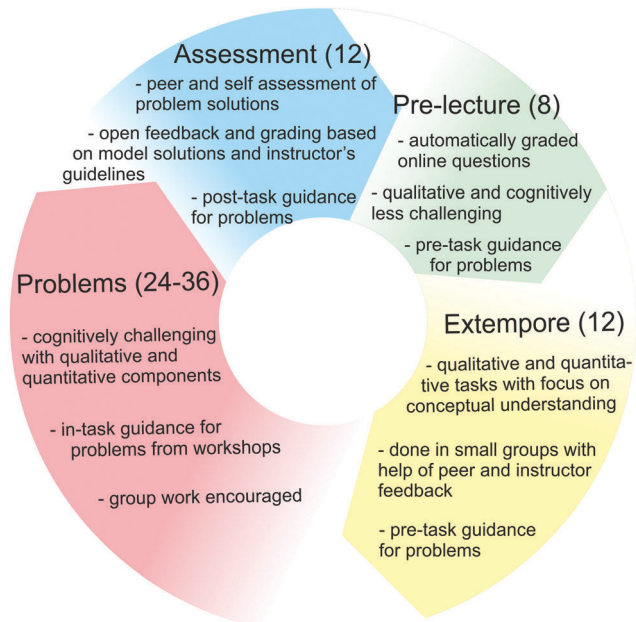 Assessment (12)
- peer and self assessment of
problem solutions
- open feedback and grading based
on model solutions and instructor's
guidelines
- post-task guidance
for problems
Pre-lecture (8)
- automatically graded
online questions
- qualitative and cognitively
less challenging
- pre-task guidance
for problems
Extempore (12)
- qualitative and quantita-
tive tasks with focus on
conceptual understanding
- done in small groups with
help of peer and instructor
feedback
- pre-task guidance
for problems
Problems (24-36)
- cognitively challenging
with qualitative and
quantitative components
- in-task guidance for
problems from workshops
- group work encouraged